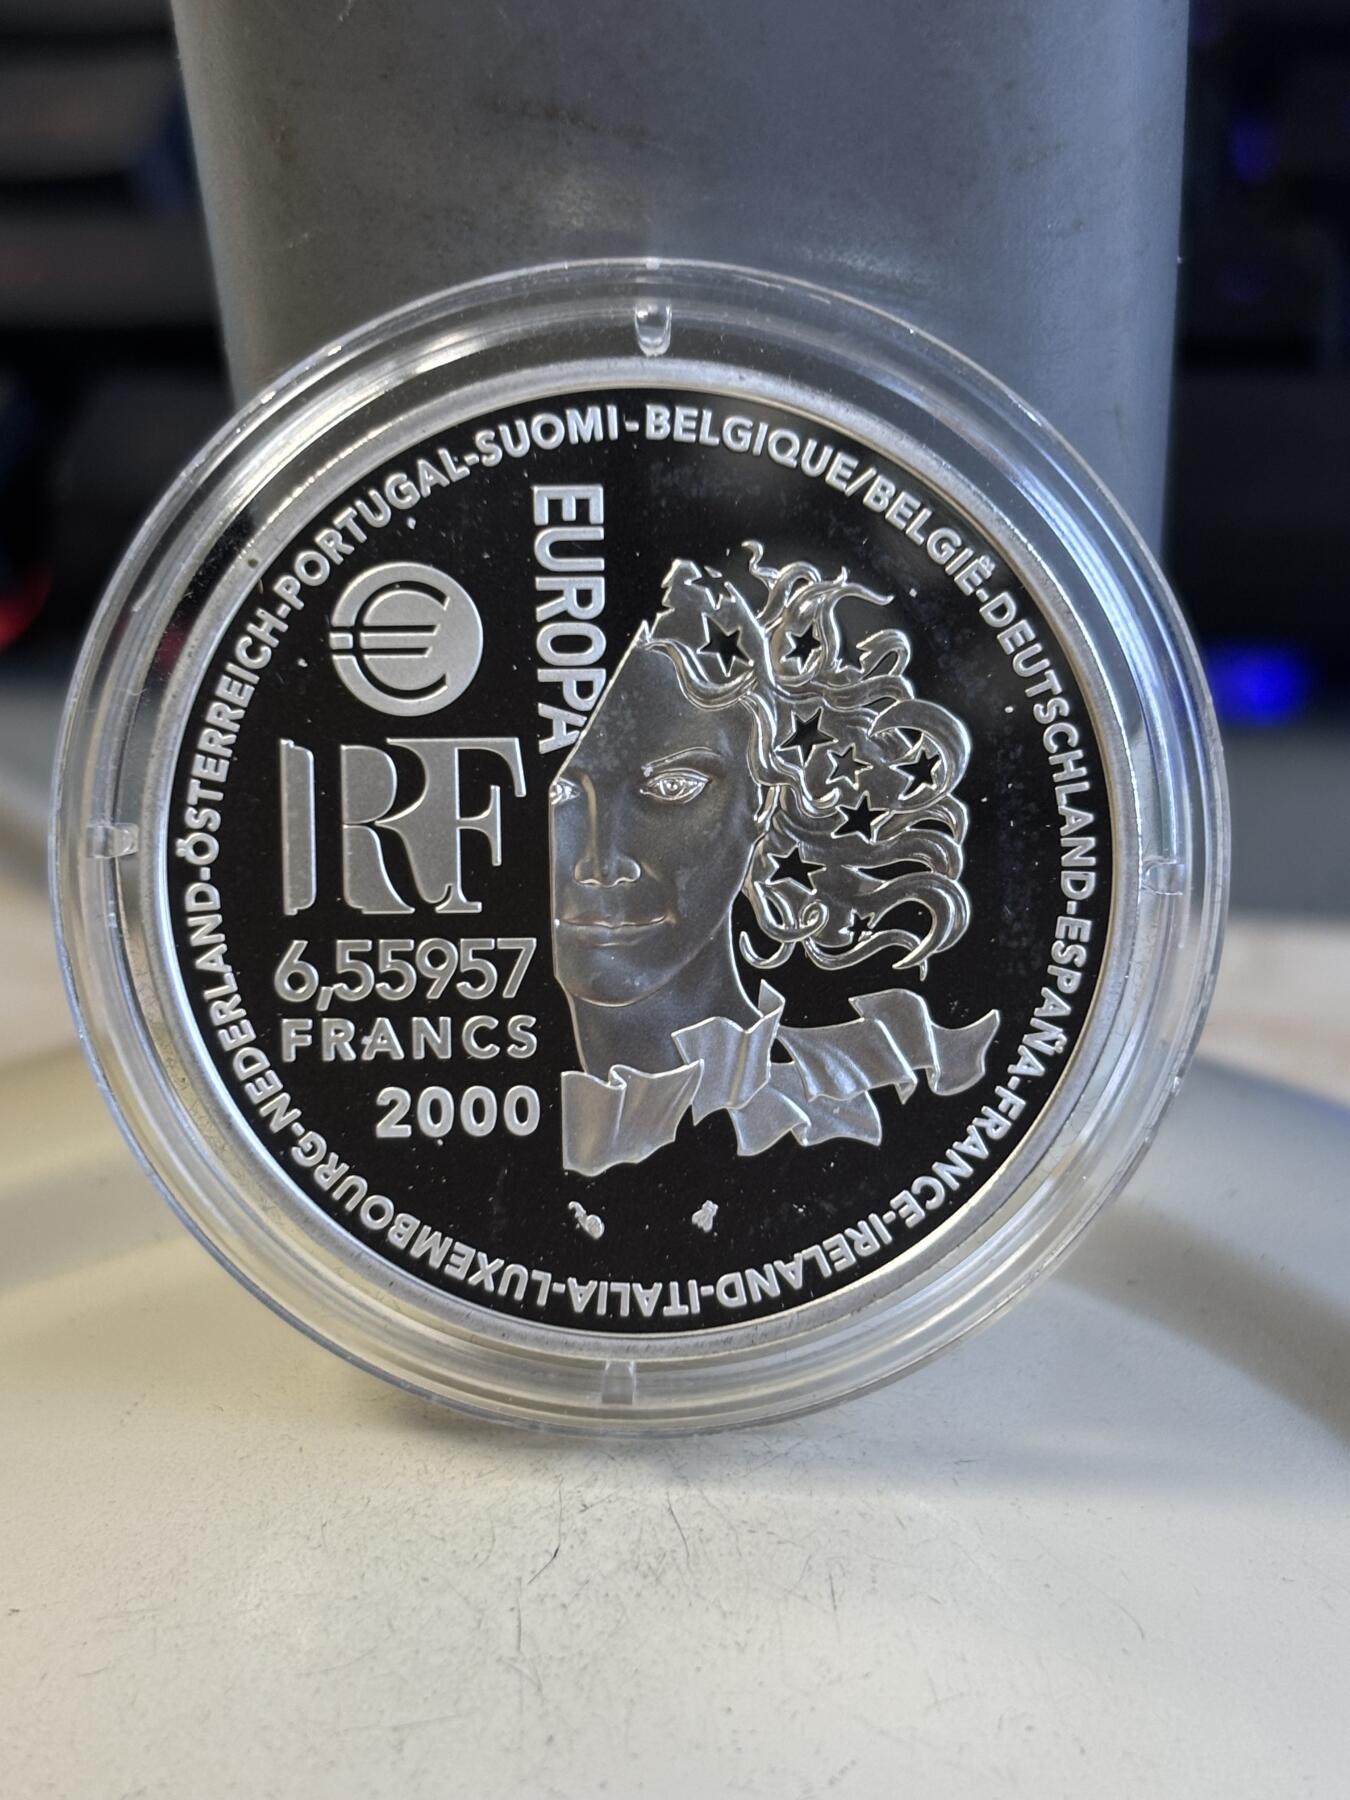 BELGIQUE/BELGIË-DEUTSCHLAND-ESPAÑA-FRANCE-IRELAND-ITALIA-LUXEMBOURG-NEDERLAND-ÖSTERREICH-PORTUGAL-SUOMI-
EUROPA
€
RF
6,55957
FRANCS
2000